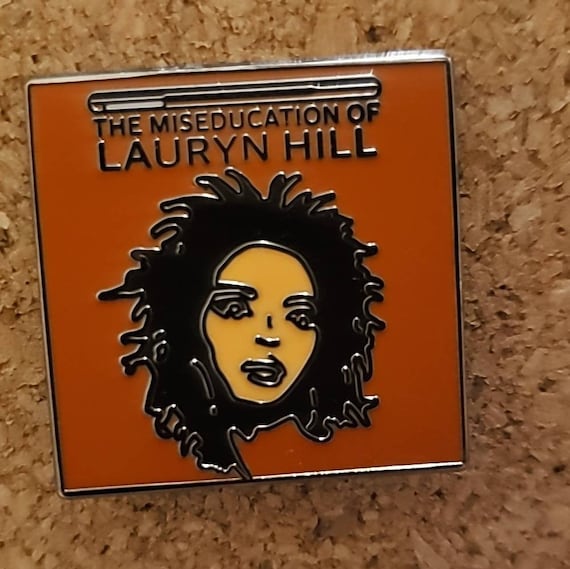 THE MISEDUCATION OF
LAURYN HILL